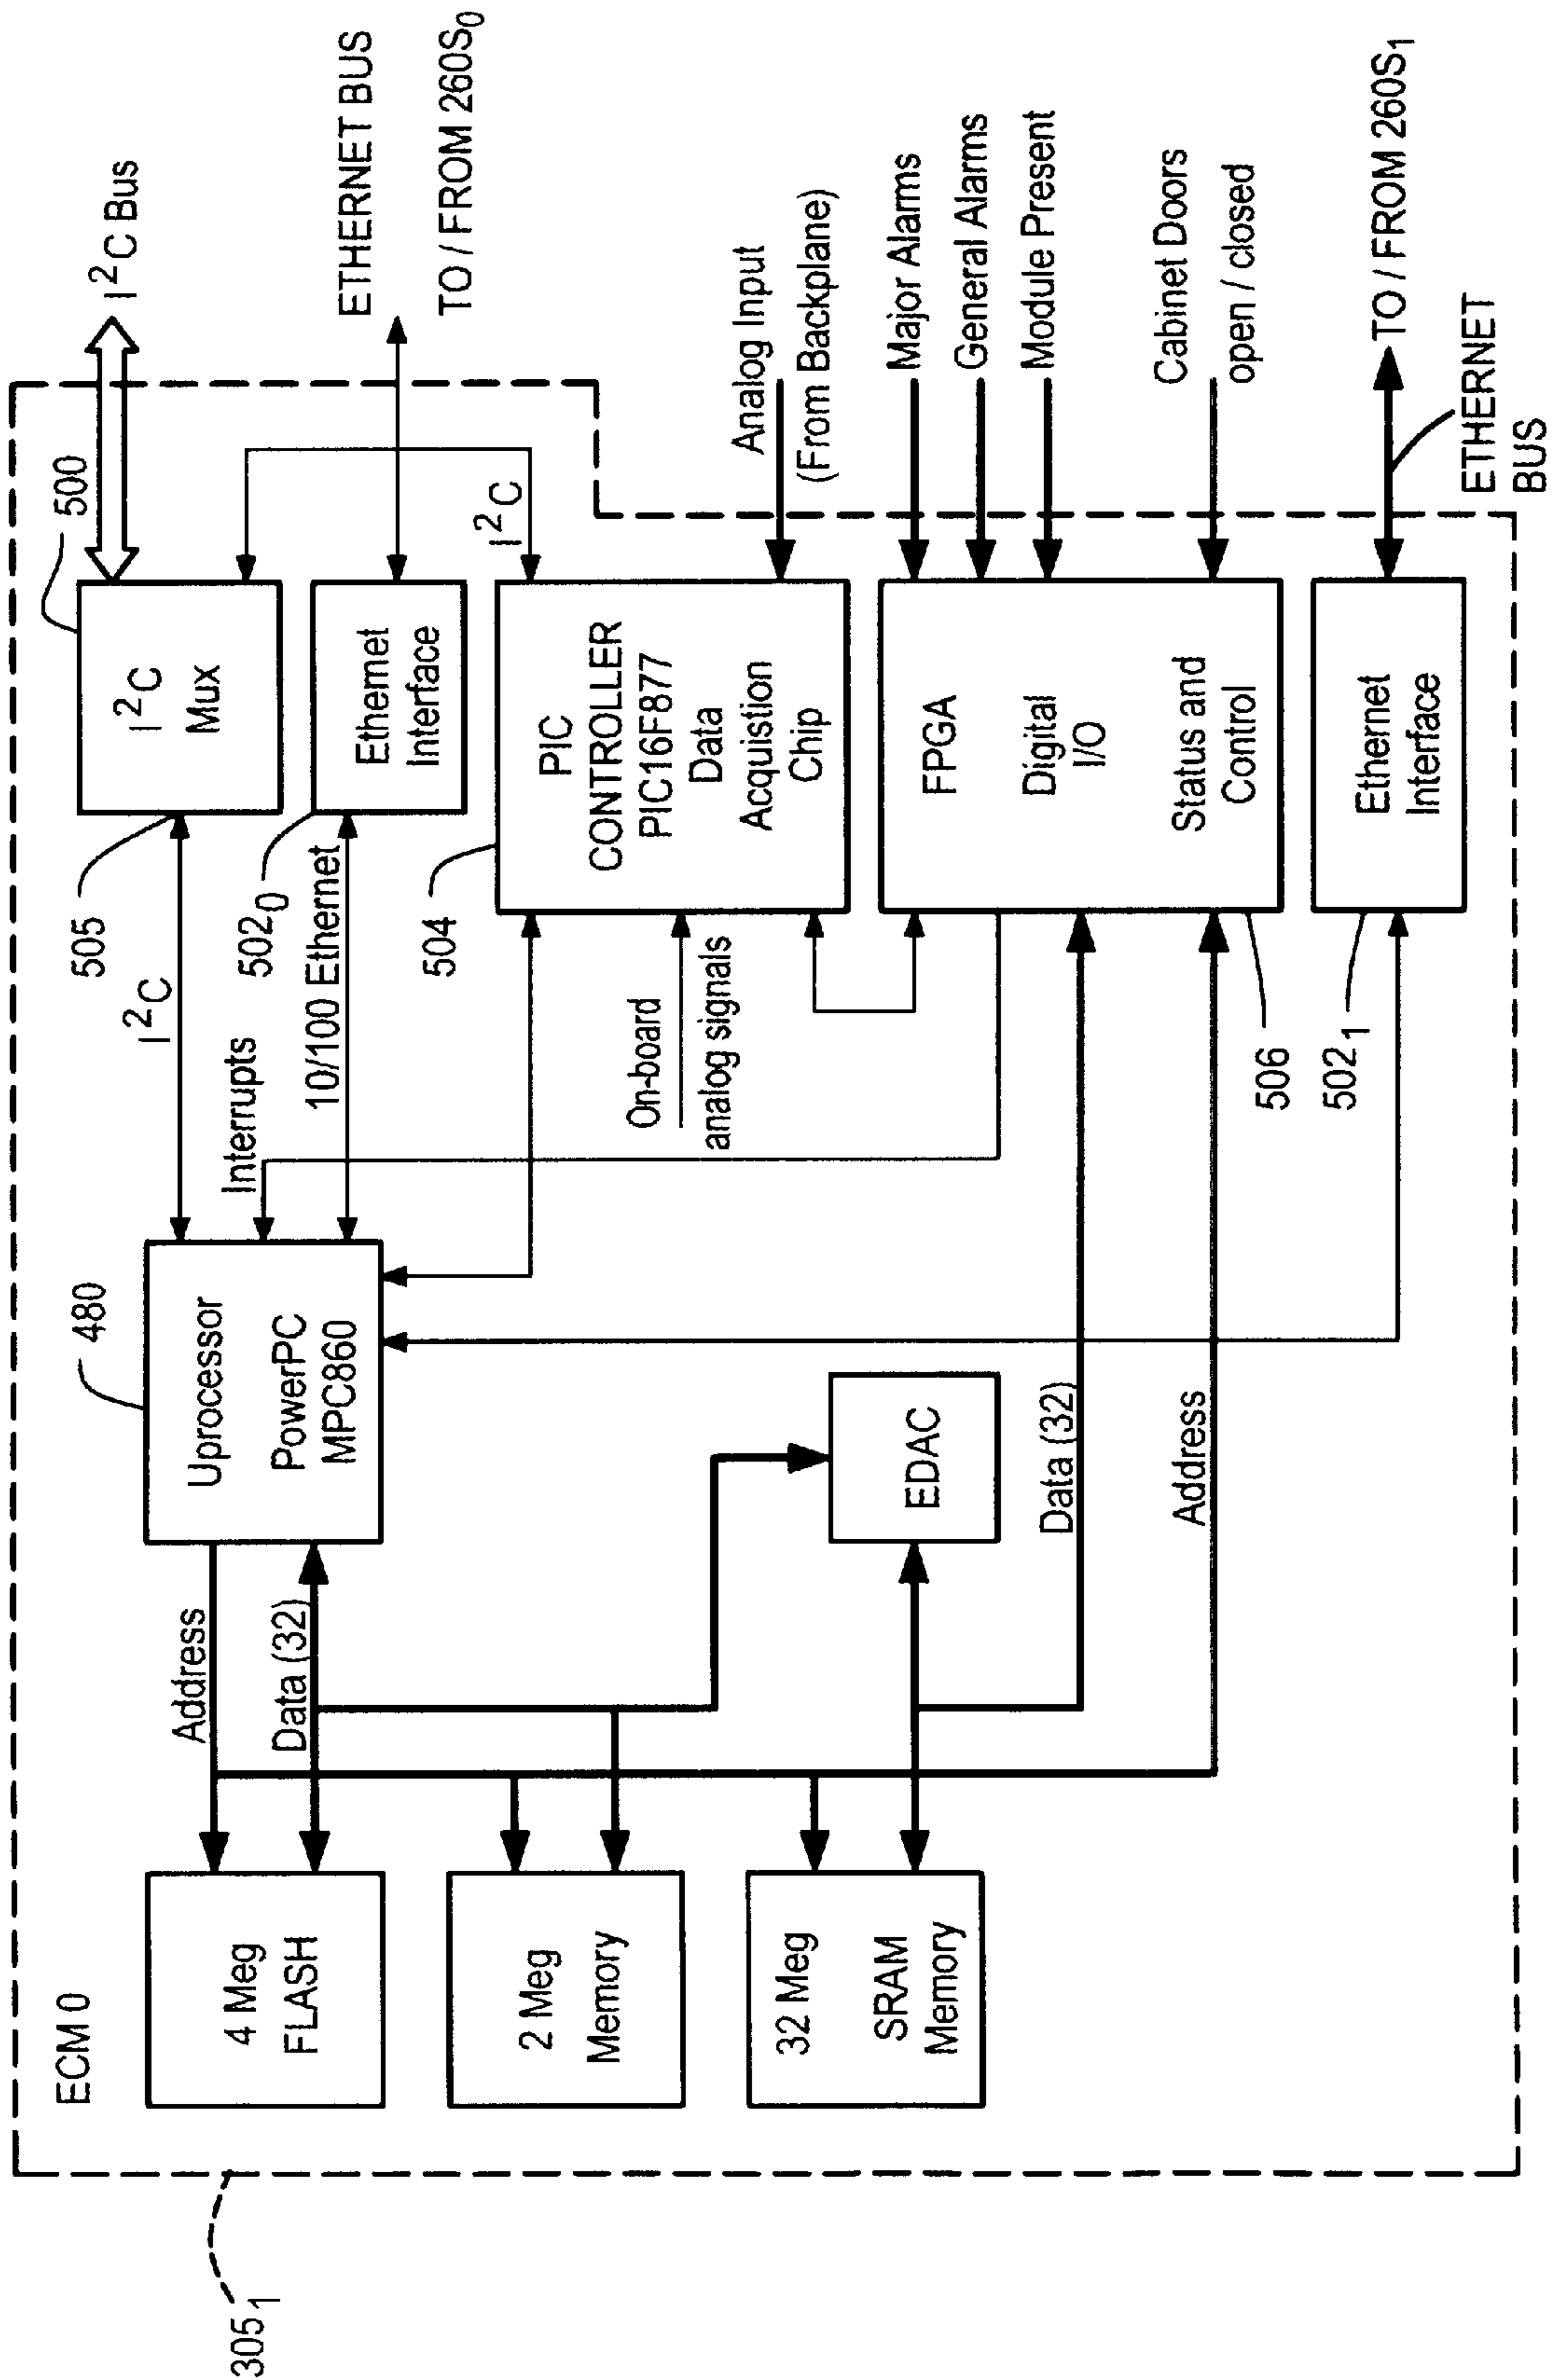 ECM 0
305₁
4 Meg
FLASH
2 Meg
Memory
32 Meg
SRAM
Memory
Address
Data (32)
480
Uprocessor
PowerPC
MPC860
EDAC
Data (32)
Address
I²C
Interrupts
10/100 Ethernet
On-board
analog signals
505
502₀
504
506
502₁
500
I²C
Mux
Ethernet
Interface
PIC
CONTROLLER
PIC16F877
Data
Acquistion
Chip
FPGA
Digital
I/O
Status and
Control
Ethernet
Interface
I²C
I²C Bus
ETHERNET BUS
TO / FROM 260S₀
Analog Input
(From Backplane)
Major Alarms
General Alarms
Module Present
Cabinet Doors
open / closed
TO / FROM 260S₁
ETHERNET
BUS